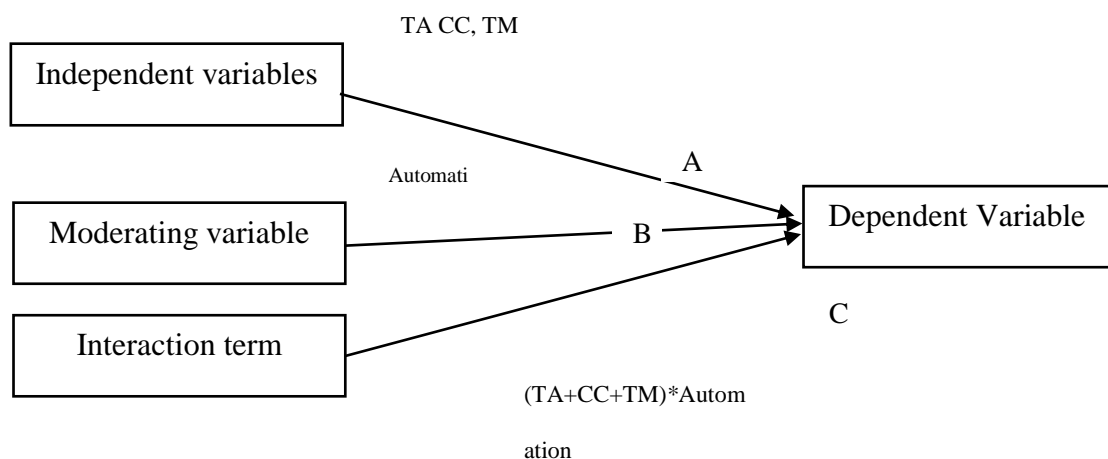 TA CC, TM
Independent variables
A
Automati
Dependent Variable
Moderating variable
B
C
Interaction term
(TA+CC+TM)*Autom
ation